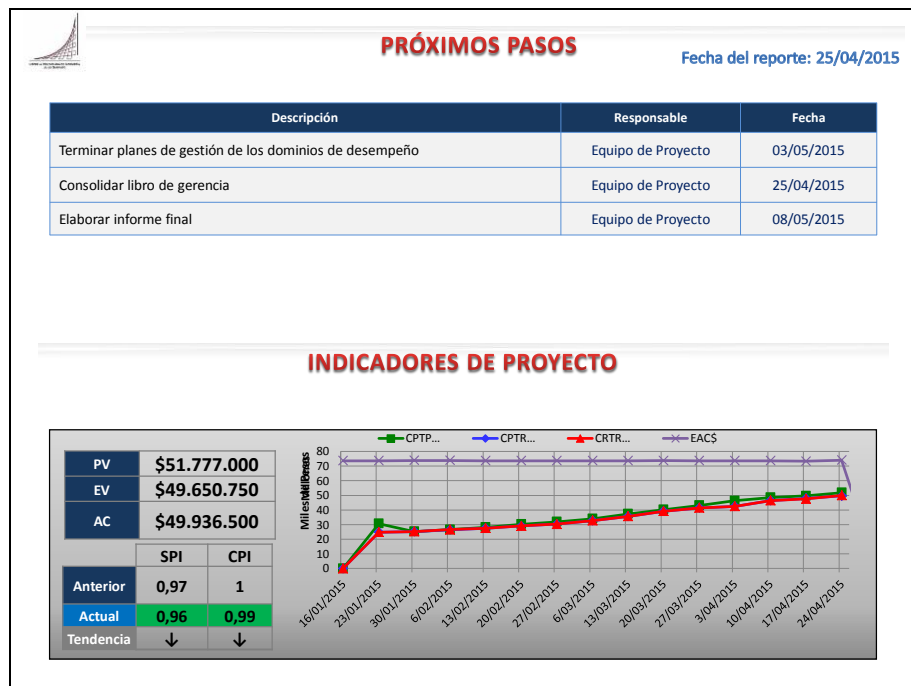 PRÓXIMOS PASOS
Fecha del reporte: 25/04/2015
Descripción Responsable Fecha
Terminar planes de gestión de los dominios de desempeño Equipo de Proyecto 03/05/2015
Consolidar libro de gerencia Equipo de Proyecto 25/04/2015
Elaborar informe final Equipo de Proyecto 08/05/2015
INDICADORES DE PROYECTO
PV $51.777.000
EV $49.650.750
AC $49.936.500
SPI CPI
Anterior 0,97 1
Actual 0,96 0,99
Tendencia ↓ ↓
CPTP... CPTR... CRTR... EAC$
80
70
60
50
40
30
20
10
0
16/01/2015
23/01/2015
30/01/2015
6/02/2015
13/02/2015
20/02/2015
27/02/2015
6/03/2015
13/03/2015
20/03/2015
27/03/2015
3/04/2015
10/04/2015
17/04/2015
24/04/2015